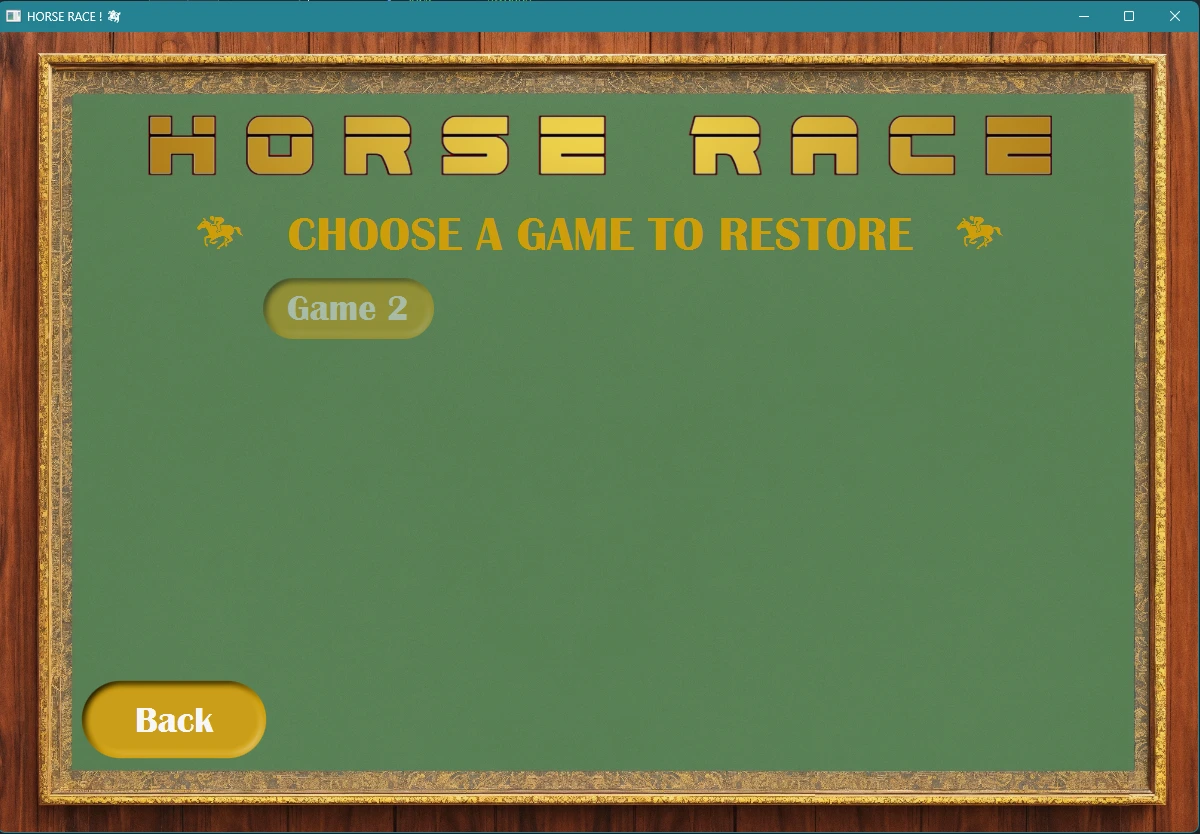 HORSE RACE ! 🏇
HORSE RACE
CHOOSE A GAME TO RESTORE
Game 2
Back